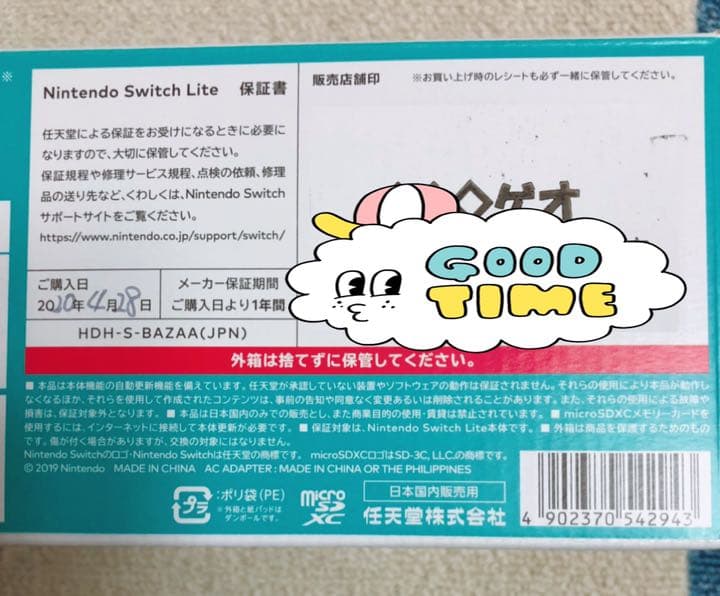 ※
Nintendo Switch Lite 保証書
任天堂による保証をお受けになるときに必要に
なりますので、大切に保管してください。
保証規程や修理サービス規程、点検の依頼、修理
品の送り先など、くわしくは、Nintendo Switch
サポートサイトをご覧ください。
https://www.nintendo.co.jp/support/switch/
ご購入日
2020年4月28日
メーカー保証期間
ご購入日より1年間
HDH-S-BAZAA(JPN)
販売店舗印 ※お買い上げ時のレシートも必ず一緒に保管してください。
ゲオ
GOOD
TIME
外箱は捨てずに保管してください。
■ 本品は本体機能の自動更新機能を備えています。任天堂が承認していない装置やソフトウェアの動作は保証されません。それらの使用により本品が動作し
なくなるほか、それらを使用して作成されたコンテンツは、事前の告知や同意なく変更あるいは削除されることがあります。また、それらの使用による故障や
損害は、保証対象外となります。 ■ 本品は日本国内のみでの販売とし、また商業目的の使用・賃貸は禁止されています。 ■ microSDXCメモリーカードを
使用するには、インターネットに接続して本体更新が必要です。 ■ 保証対象は、Nintendo Switch Lite本体です。 ■ 外箱は商品を保護するためのもの
です。傷が付く場合がありますが、交換の対象にはなりません。
Nintendo Switchのロゴ・Nintendo Switchは任天堂の商標です。 microSDXCロゴはSD-3C, LLC.の商標です。
© 2019 Nintendo MADE IN CHINA AC ADAPTER : MADE IN CHINA OR THE PHILIPPINES
プラ
:ポリ袋(PE)
※外箱と紙パッドは
ダンボールです。
micro
SD
XC
日本国内販売用
任天堂株式会社
4 902370 542943